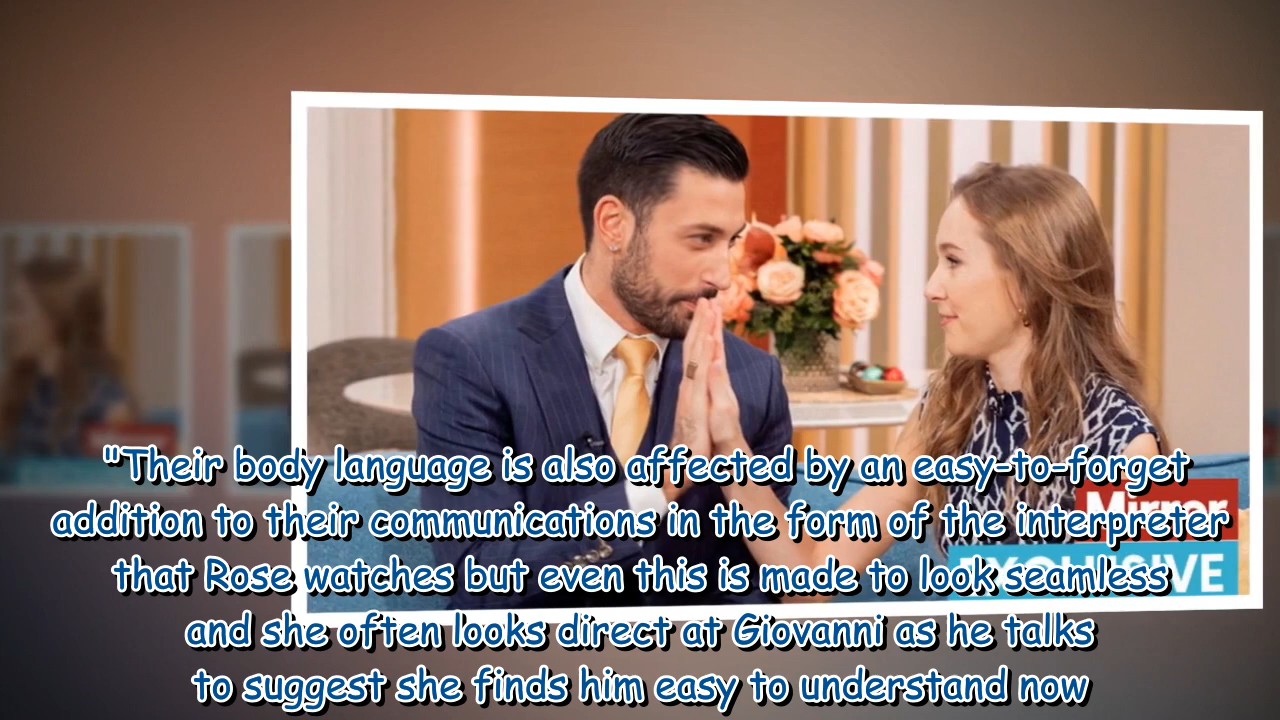 "Their body language is also affected by an easy-to-forget
addition to their communications in the form of the interpreter
that Rose watches but even this is made to look seamless
and she often looks direct at Giovanni as he talks
to suggest she finds him easy to understand now
Mirror
EXCLUSIVE